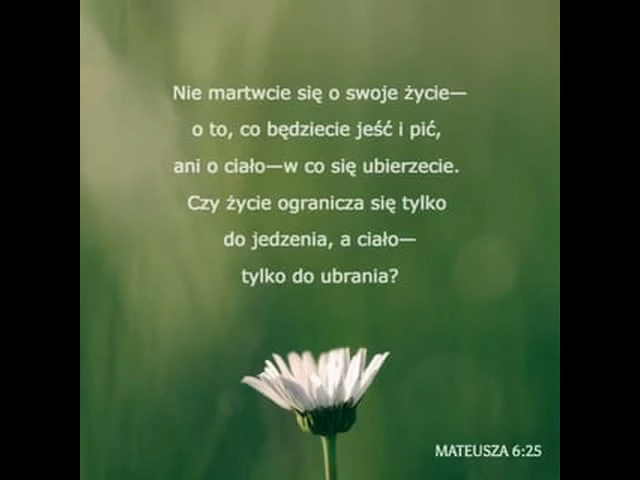 Nie martwcie się o swoje życie—
o to, co będziecie jeść i pić,
ani o ciało—w co się ubierzecie.
Czy życie ogranicza się tylko
do jedzenia, a ciało—
tylko do ubrania?
MATEUSZA 6:25